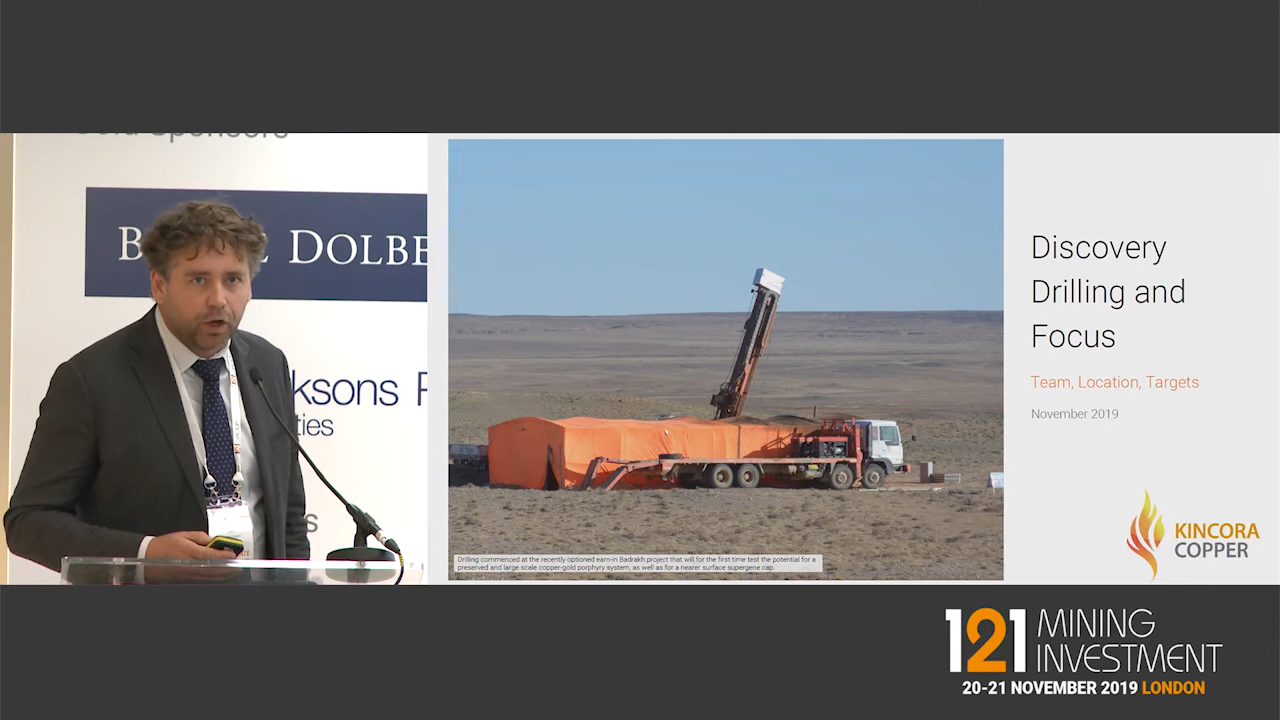 Gold Sponsors
DOLBE
ksons F
ties
s
Discovery
Drilling and
Focus
Team, Location, Targets
November 2019
Drilling commenced at the recently optioned earn-in Badrakh project that will for the first time test the potential for a
preserved and large scale copper-gold porphyry system, as well as for a nearer surface supergene cap.
KINCORA
COPPER
121 MINING
INVESTMENT
20-21 NOVEMBER 2019 LONDON